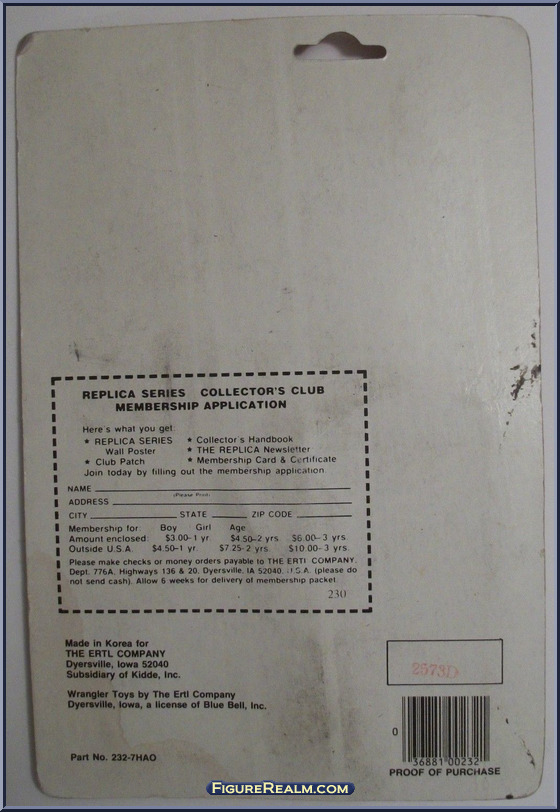 REPLICA SERIES COLLECTOR'S CLUB
MEMBERSHIP APPLICATION
Here's what you get:
★ REPLICA SERIES ★ Collector's Handbook
Wall Poster ★ THE REPLICA Newsletter
★ Club Patch ★ Membership Card & Certificate
Join today by filling out the membership application.
NAME
(Please Print)
ADDRESS
CITY STATE ZIP CODE
Membership for Boy Girl Age
Amount enclosed: $3.00-1 yr. $4.50-2 yrs. $6.00-3 yrs.
Outside U.S.A. $4.50-1 yr. $7.25-2 yrs. $10.00-3 yrs.
Please make checks or money orders payable to THE ERTL COMPANY,
Dept. 776A, Highways 136 & 20, Dyersville, IA 52040, U.S.A. (please do
not send cash). Allow 6 weeks for delivery of membership packet.
230
Made in Korea for
THE ERTL COMPANY
Dyersville, Iowa 52040
Subsidiary of Kidde, Inc.
Wrangler Toys by The Ertl Company
Dyersville, Iowa, a license of Blue Bell, Inc.
Part No. 232-7HAO
2573D
0 36881 00232
PROOF OF PURCHASE
FIGUREREALM.COM